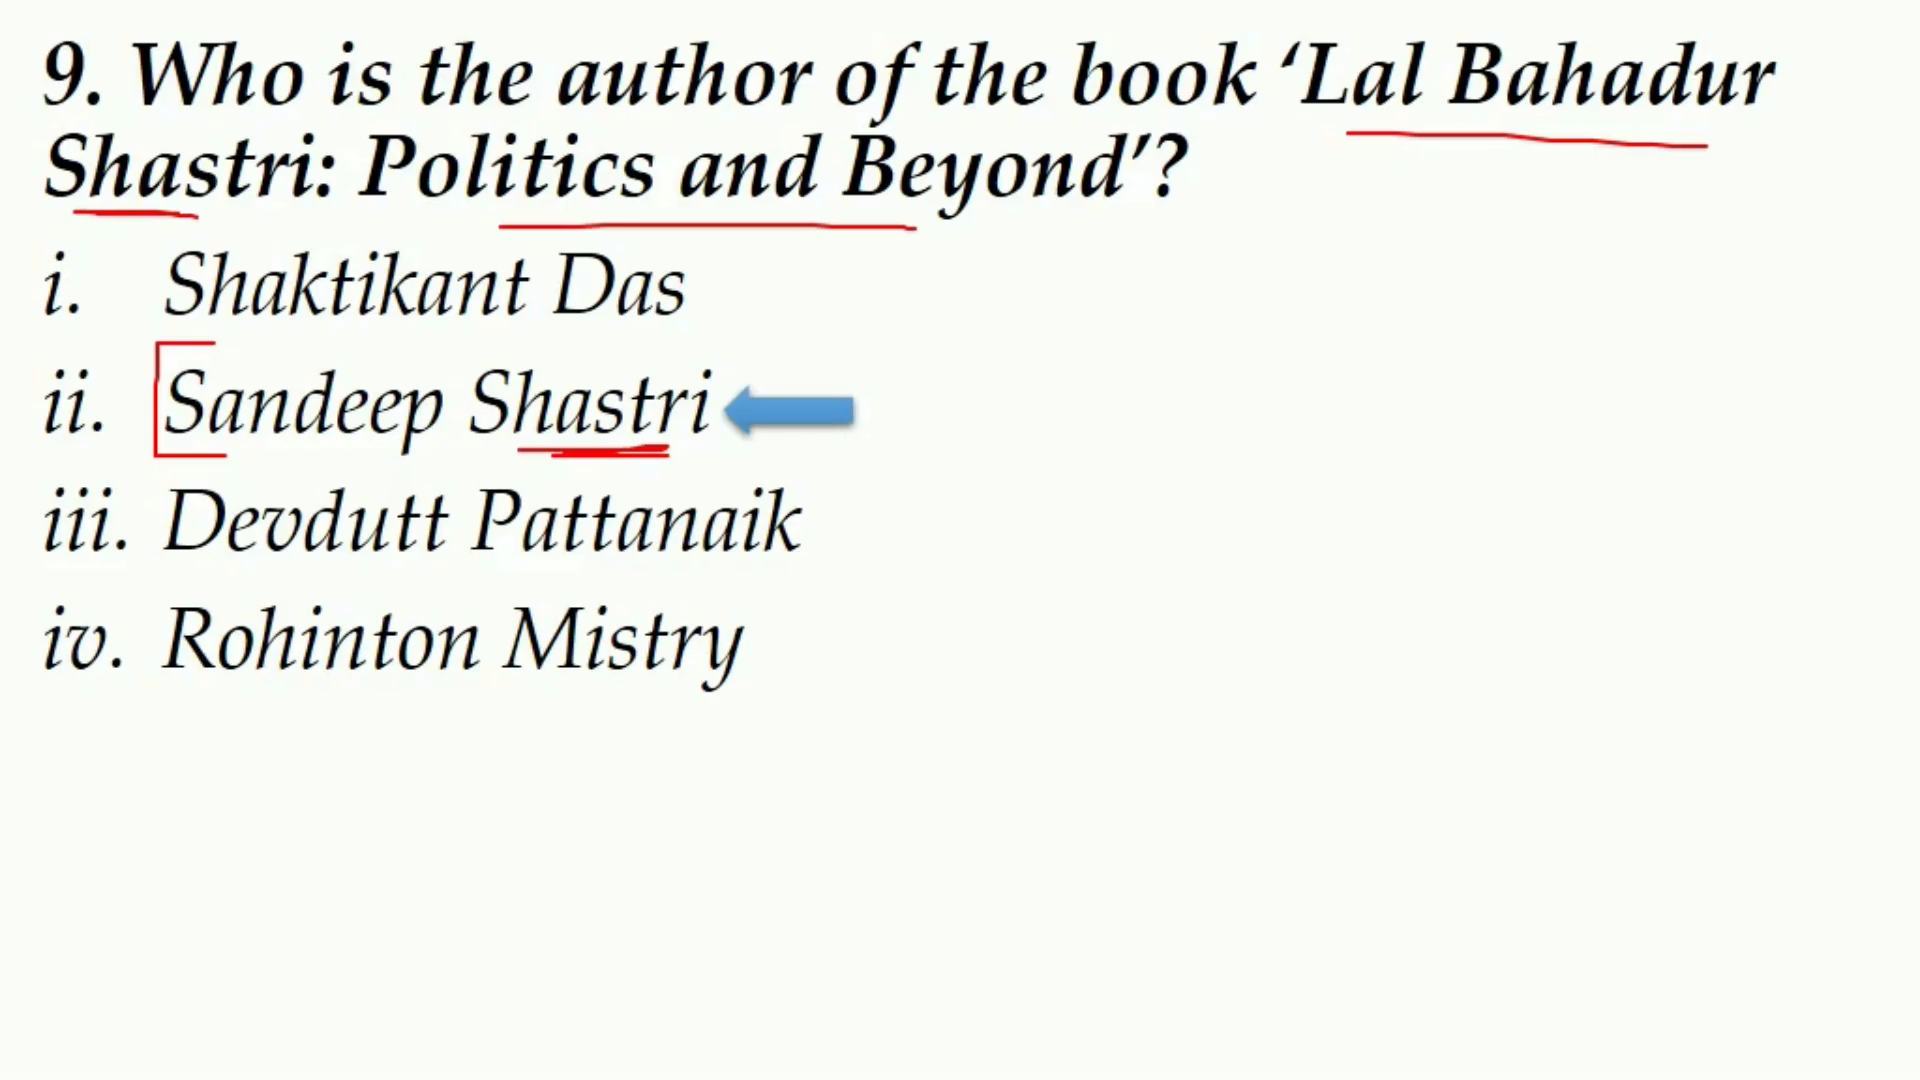 9. Who is the author of the book ‘Lal Bahadur
Shastri: Politics and Beyond’?
i. Shaktikant Das
ii. Sandeep Shastri
iii. Devdutt Pattanaik
iv. Rohinton Mistry